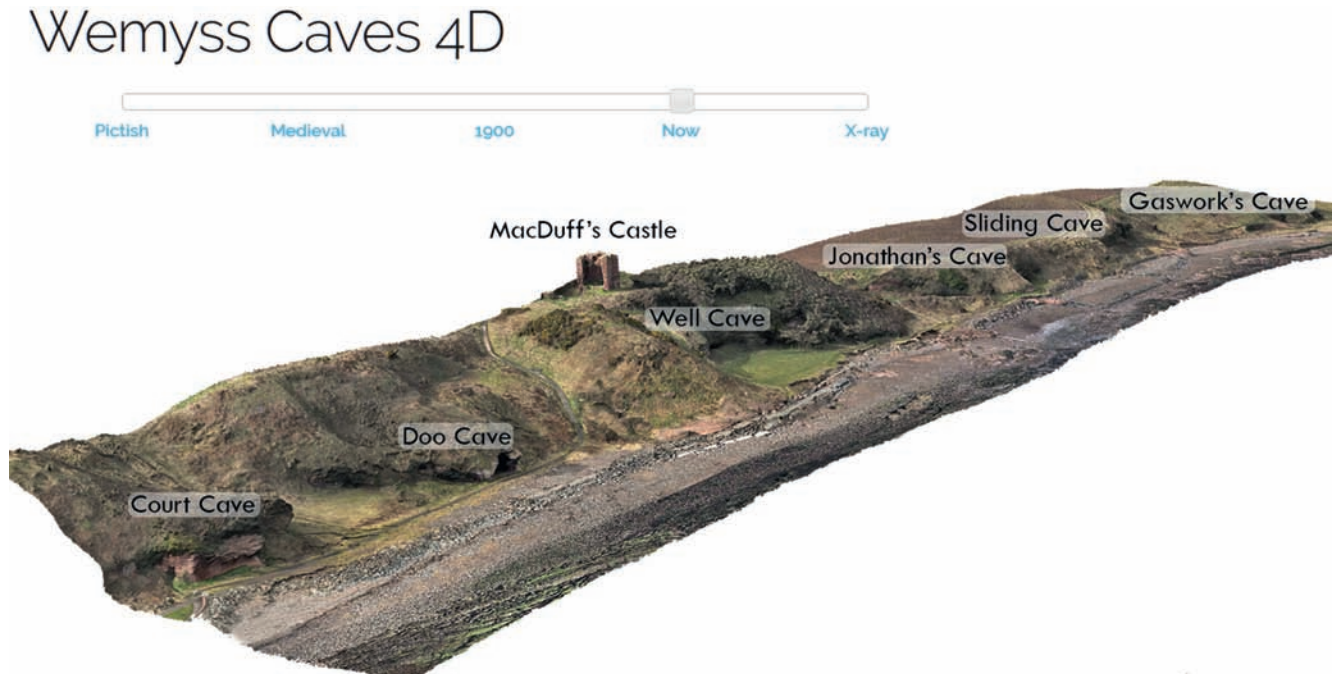 Wemyss Caves 4D
Pictish Medieval 1900 Now X-ray
Gaswork's Cave
Sliding Cave
MacDuff's Castle
Jonathan's Cave
Well Cave
Doo Cave
Court Cave